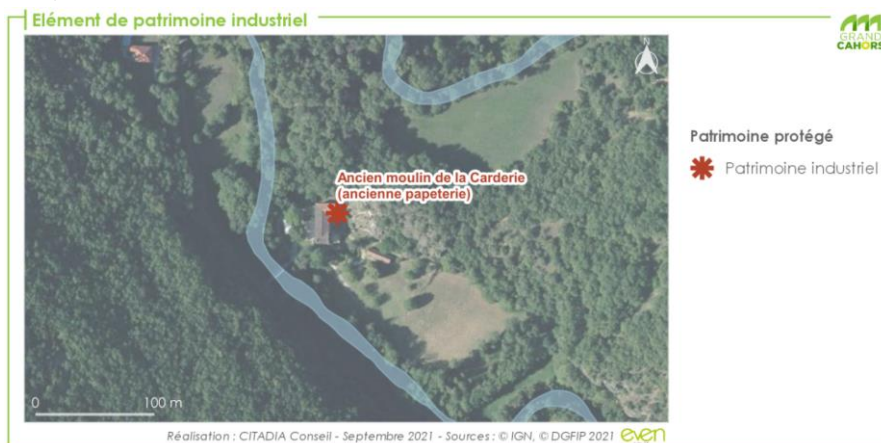 Elément de patrimoine industriel
GRAND
CAHORS
N
Ancien moulin de la Carderie
(ancienne papeterie)
Patrimoine protégé
Patrimoine industriel
0 100 m
Réalisation : CITADIA Conseil - Septembre 2021 - Sources : © IGN, © DGFIP 2021 even